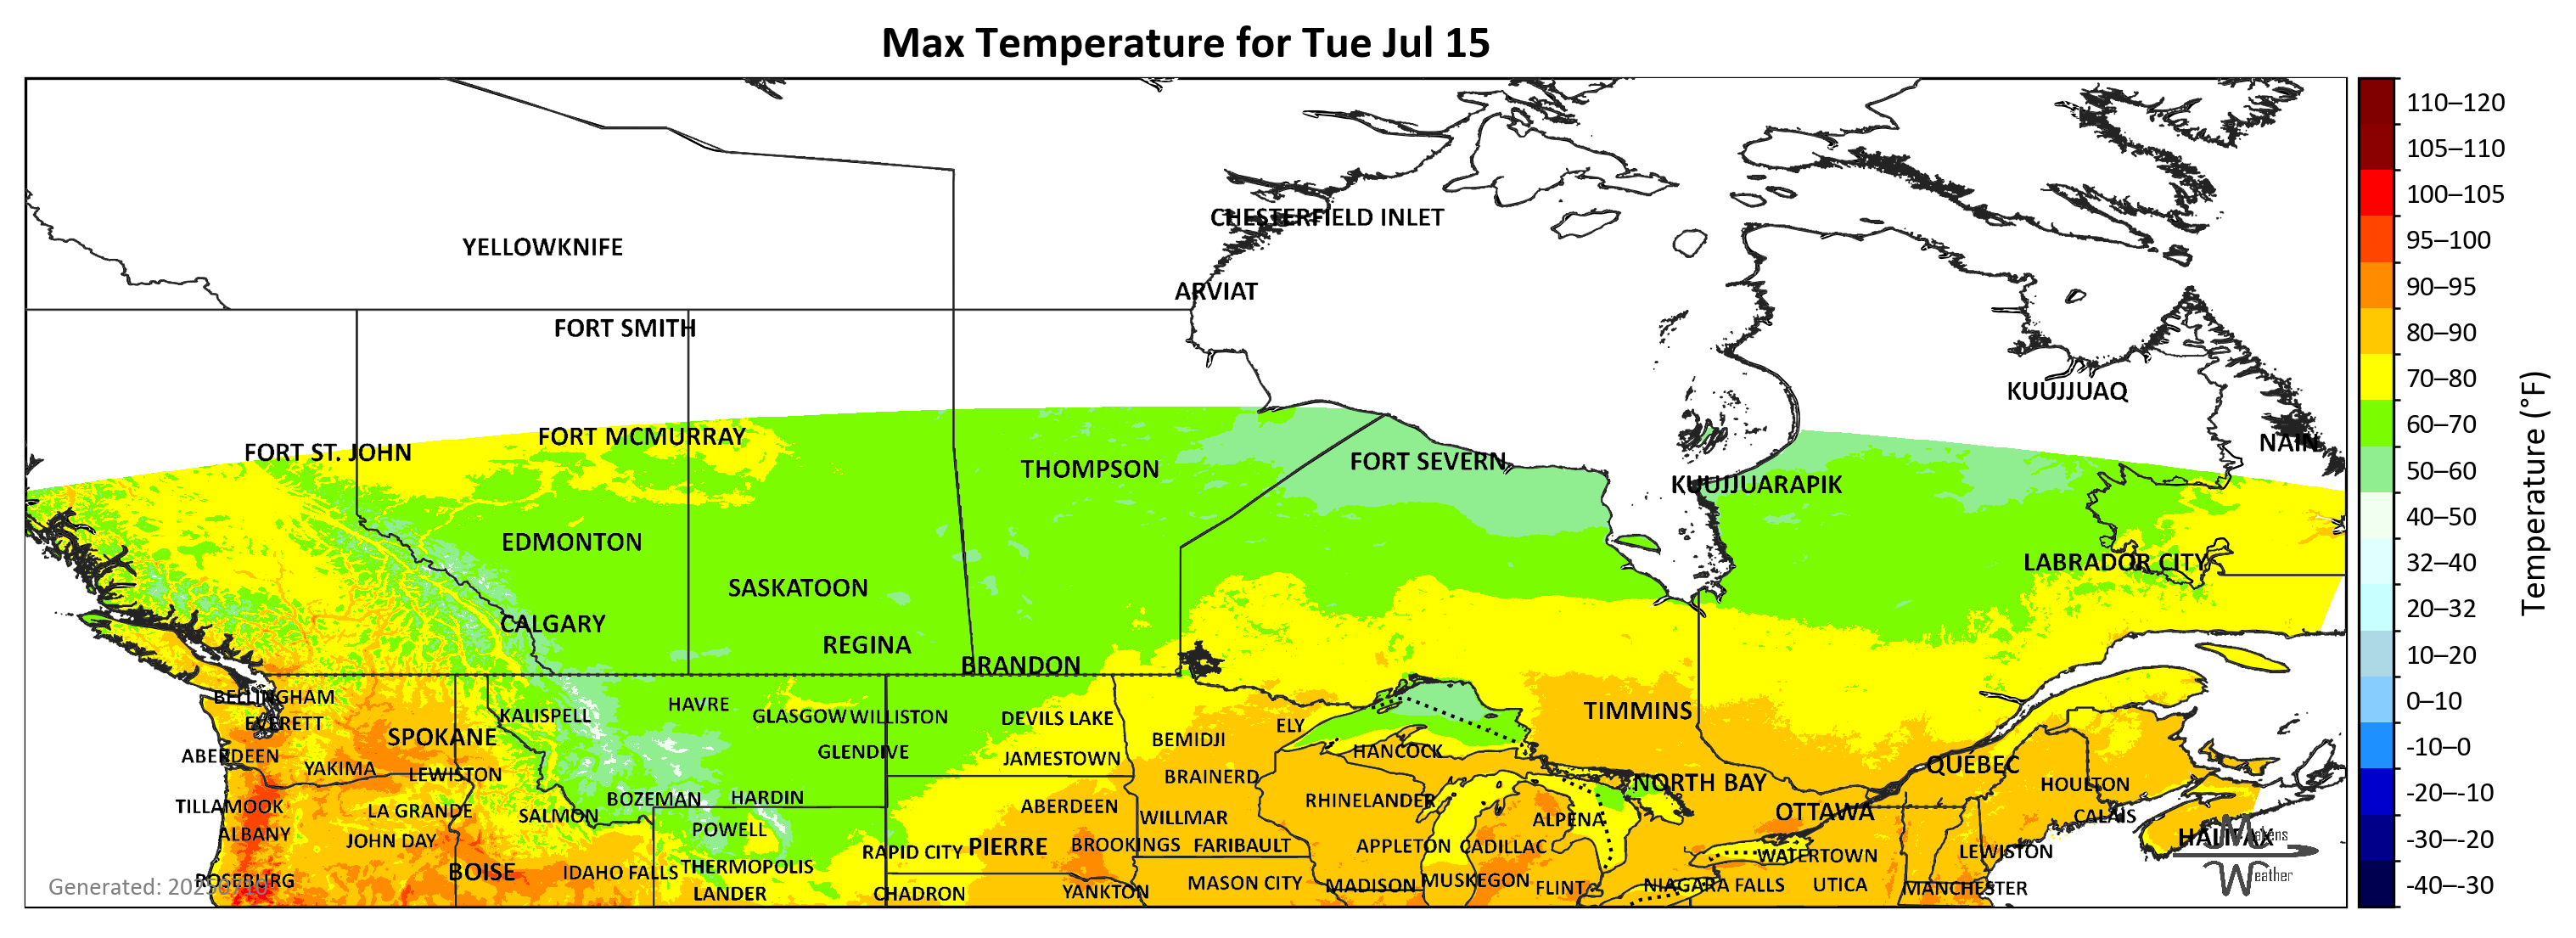 Max Temperature for Tue Jul 15
110–120
105–110
100–105
95–100
90–95
80–90
70–80
60–70
50–60
40–50
32–40
20–32
10–20
0–10
-10–0
-20–-10
-30–-20
-40–-30
Temperature (°F)
CHESTERFIELD INLET
YELLOWKNIFE
ARVIAT
FORT SMITH
KUUJJUAQ
FORT MCMURRAY
NAIN
FORT ST. JOHN
FORT SEVERN
THOMPSON
KUUJJUARAPIK
EDMONTON
LABRADOR CITY
SASKATOON
CALGARY
REGINA
BRANDON
BELLINGHAM
HAVRE
TIMMINS
KALISPELL
GLASGOW
WILLISTON
DEVILS LAKE
EVERETT
ELY
SPOKANE
BEMIDJI
GLENDIVE
HANCOCK
ABERDEEN
JAMESTOWN
QUÉBEC
YAKIMA
LEWISTON
BRAINERD
NORTH BAY
HOULTON
BOZEMAN
HARDIN
RHINELANDER
TILLAMOOK
ABERDEEN
LA GRANDE
SALMON
WILLMAR
OTTAWA
CALAIS
ALPENA
POWELL
ALBANY
HALIFAX
JOHN DAY
BROOKINGS
FARIBAULT
APPLETON
CADILLAC
PIERRE
RAPID CITY
LEWISTON
WATERTOWN
THERMOPOLIS
BOISE
IDAHO FALLS
ROSEBURG
MUSKEGON
MASON CITY
MADISON
FLINT
NIAGARA FALLS
UTICA
MANCHESTER
YANKTON
CHADRON
LANDER
Generated:
Makens
Weather